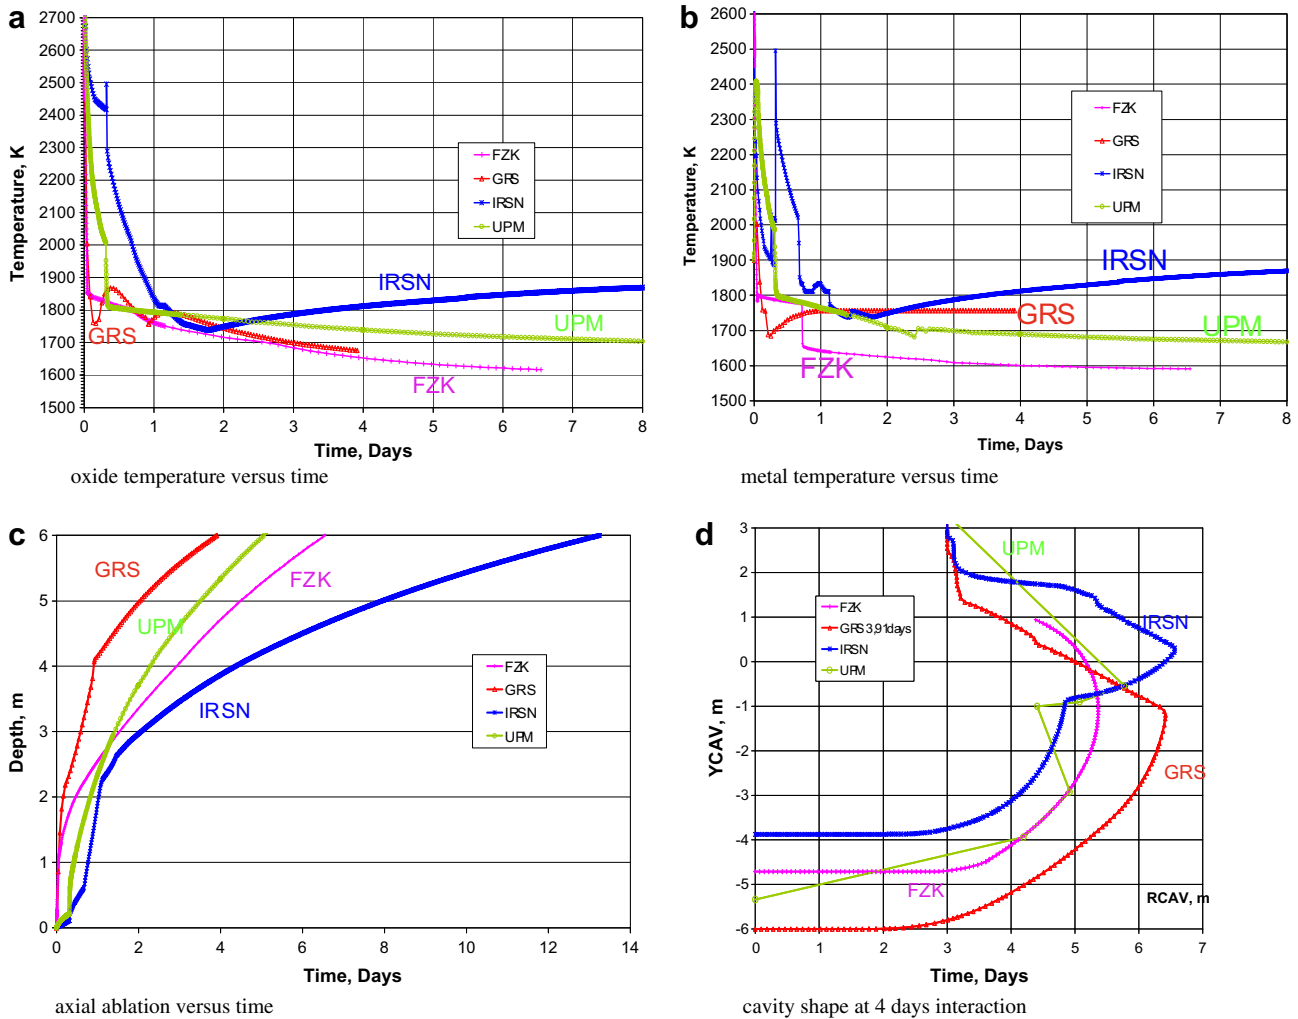 a
2700
2600
2500
2400
2300
2200
2100
2000
1900
1800
1700
1600
1500
Temperature, K
FZK
GRS
IRSN
UPM
IRSN
GRS
UPM
FZK
0 1 2 3 4 5 6 7 8
Time, Days
oxide temperature versus time
b
2600
2500
2400
2300
2200
2100
2000
1900
1800
1700
1600
1500
Temperature, K
FZK
GRS
IRSN
UPM
IRSN
GRS
UPM
FZK
0 1 2 3 4 5 6 7 8
Time, Days
metal temperature versus time
c
6
5
4
3
2
1
0
Depth, m
GRS
UPM
FZK
IRSN
FZK
GRS
IRSN
UPM
0 2 4 6 8 10 12 14
Time, Days
axial ablation versus time
d
3
2
1
0
-1
-2
-3
-4
-5
-6
YCAV, m
UPM
FZK
GRS 3,91days
IRSN
UPM
IRSN
GRS
FZK
RCAV, m
0 1 2 3 4 5 6 7
Time, Days
cavity shape at 4 days interaction